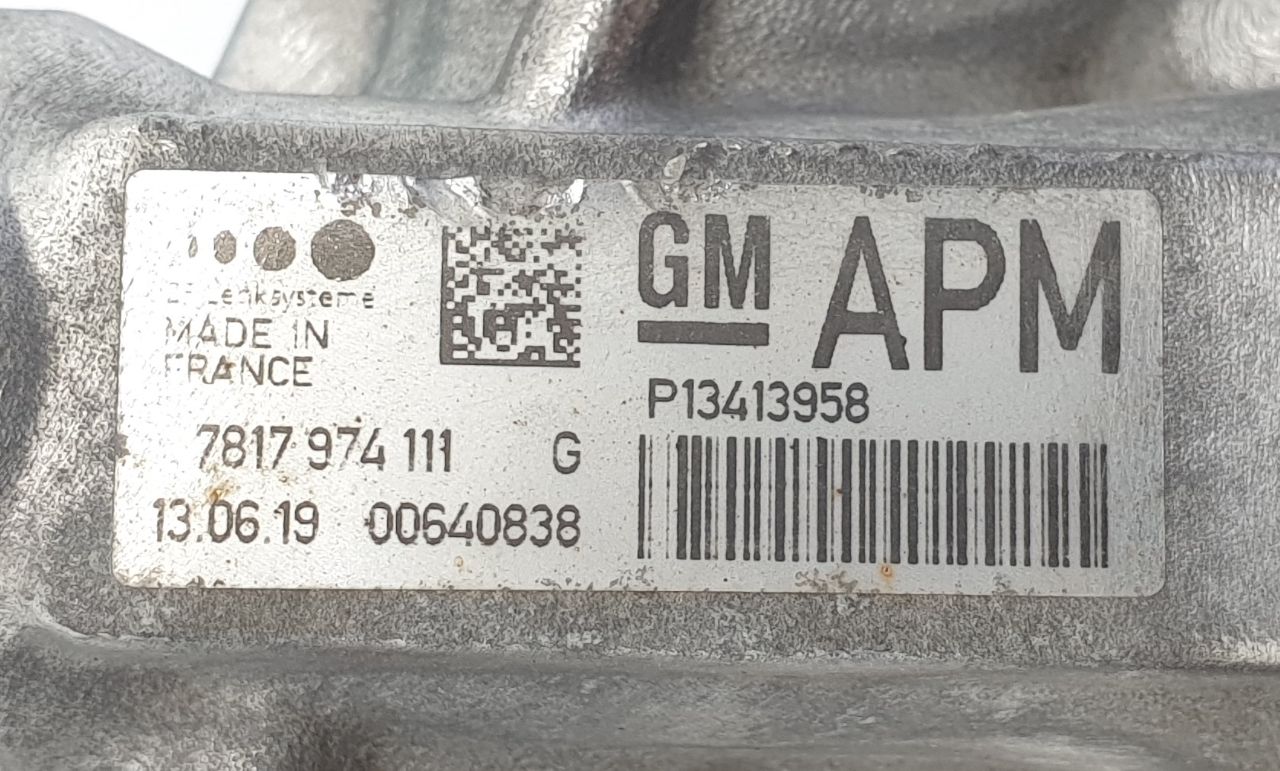 ZF Lenksysteme
MADE IN
FRANCE
7817 974 111 G
13.06.19 00640838
GM APM
P13413958